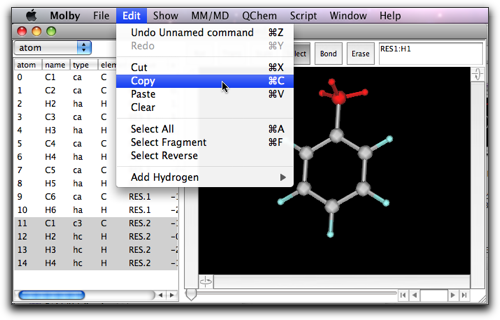 Molby File Edit Show MM/MD QChem Script Window Help
Undo Unnamed command ⌘Z
Redo ⌘Y
Cut ⌘X
Copy ⌘C
Paste ⌘V
Clear
Select All ⌘A
Select Fragment ⌘F
Select Reverse
Add Hydrogen
atom
Bond Erase RES1:H1
atom name type
0 C1 ca C
1 C2 ca C
2 H2 ha H
3 C3 ca C
4 H3 ha H
5 C4 ca C
6 H4 ha H
7 C5 ca C
8 H5 ha H
9 C6 ca C RES.1
10 H6 ha H RES.1
11 C1 c3 C RES.2
12 H2 hc H RES.2
13 H3 hc H RES.2
14 H4 hc H RES.2